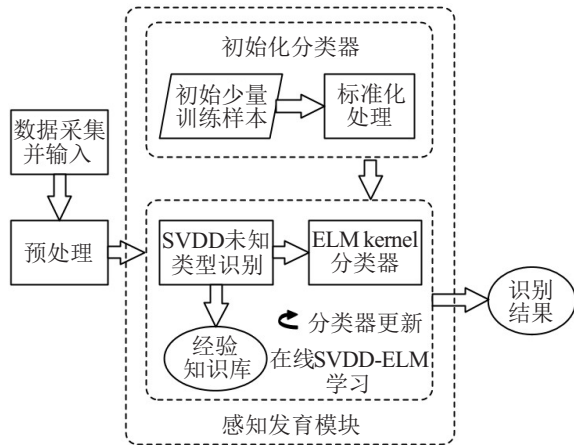 初始化分类器
初始少量
训练样本
标准化
处理
数据采集
并输入
预处理
SVDD未知
类型识别
ELM kernel
分类器
识别
结果
分类器更新
经验
知识库
在线SVDD-ELM
学习
感知发育模块